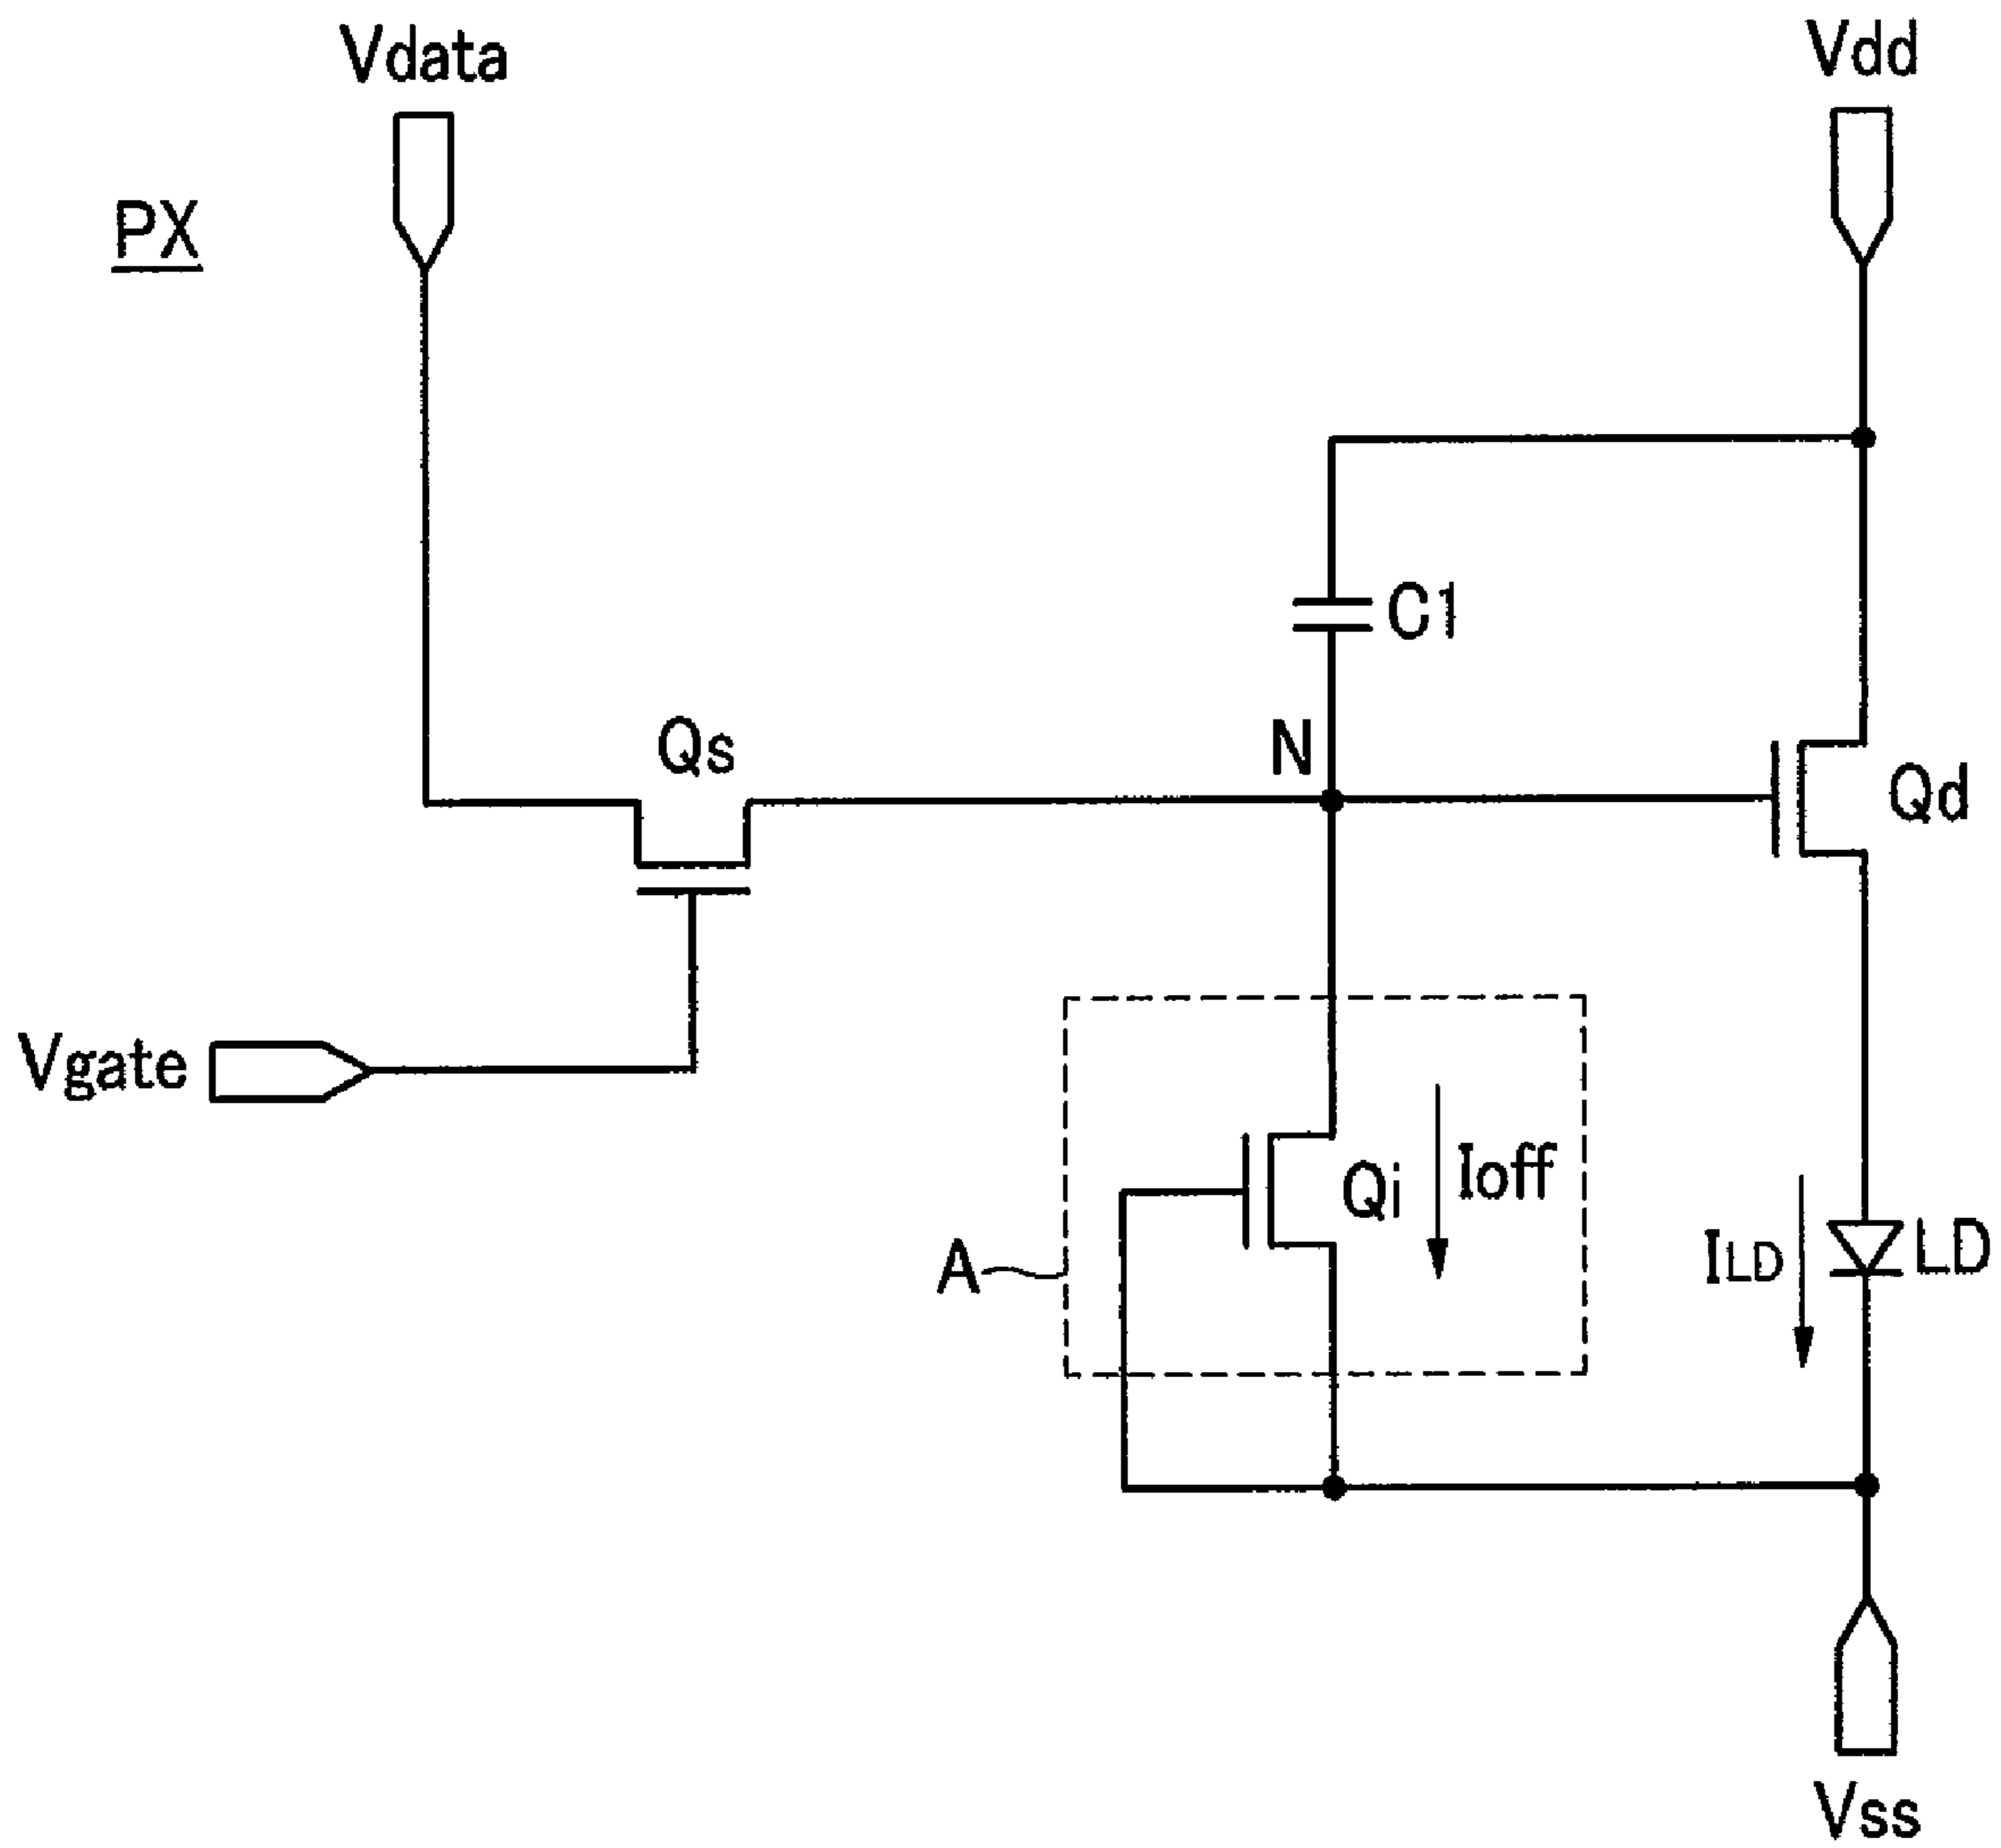 Vdata
Vdd
PX
C1
Qs
N
Qd
Vgate
Qi
Ioff
A
ILD
LD
Vss